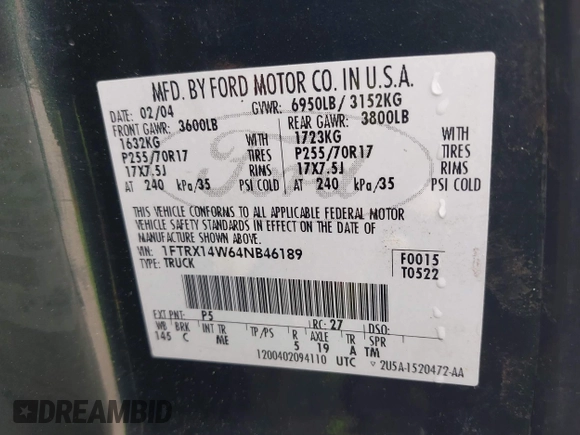 MFD. BY FORD MOTOR CO. IN U.S.A.
DATE: 02/04 GVWR: 6950LB/ 3152KG
FRONT GAWR: 3600LB REAR GAWR: 3800LB
1632KG WITH 1723KG WITH
P255/70R17 TIRES P255/70R17 TIRES
17X7.5J RIMS 17X7.5J RIMS
AT 240 kPa/35 PSI COLD AT 240 kPa/35 PSI COLD
THIS VEHICLE CONFORMS TO ALL APPLICABLE FEDERAL MOTOR
VEHICLE SAFETY STANDARDS IN EFFECT ON THE DATE OF
MANUFACTURE SHOWN ABOVE.
VIN: 1FTRX14W64NB46189 F0015
TYPE: TRUCK T0522
EXT PNT: P5 RC: 27 DSO:
WB BRK INT TR TP/PS R AXLE TR SPR
145 C ME 5 19 A TM
1200402094110 UTC 2U5A-1520472-AA
Ford
DREAMBID